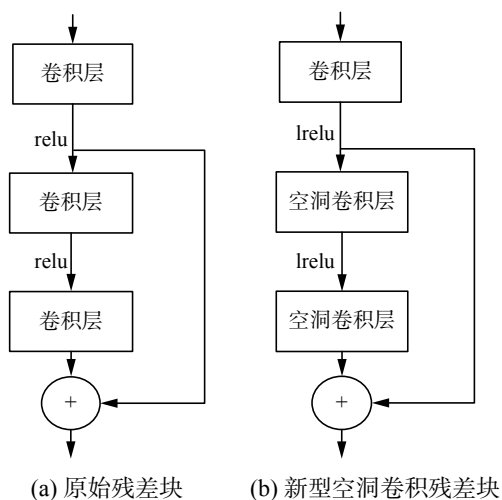 卷积层
relu
卷积层
relu
卷积层
+
(a) 原始残差块
卷积层
lrelu
空洞卷积层
lrelu
空洞卷积层
+
(b) 新型空洞卷积残差块